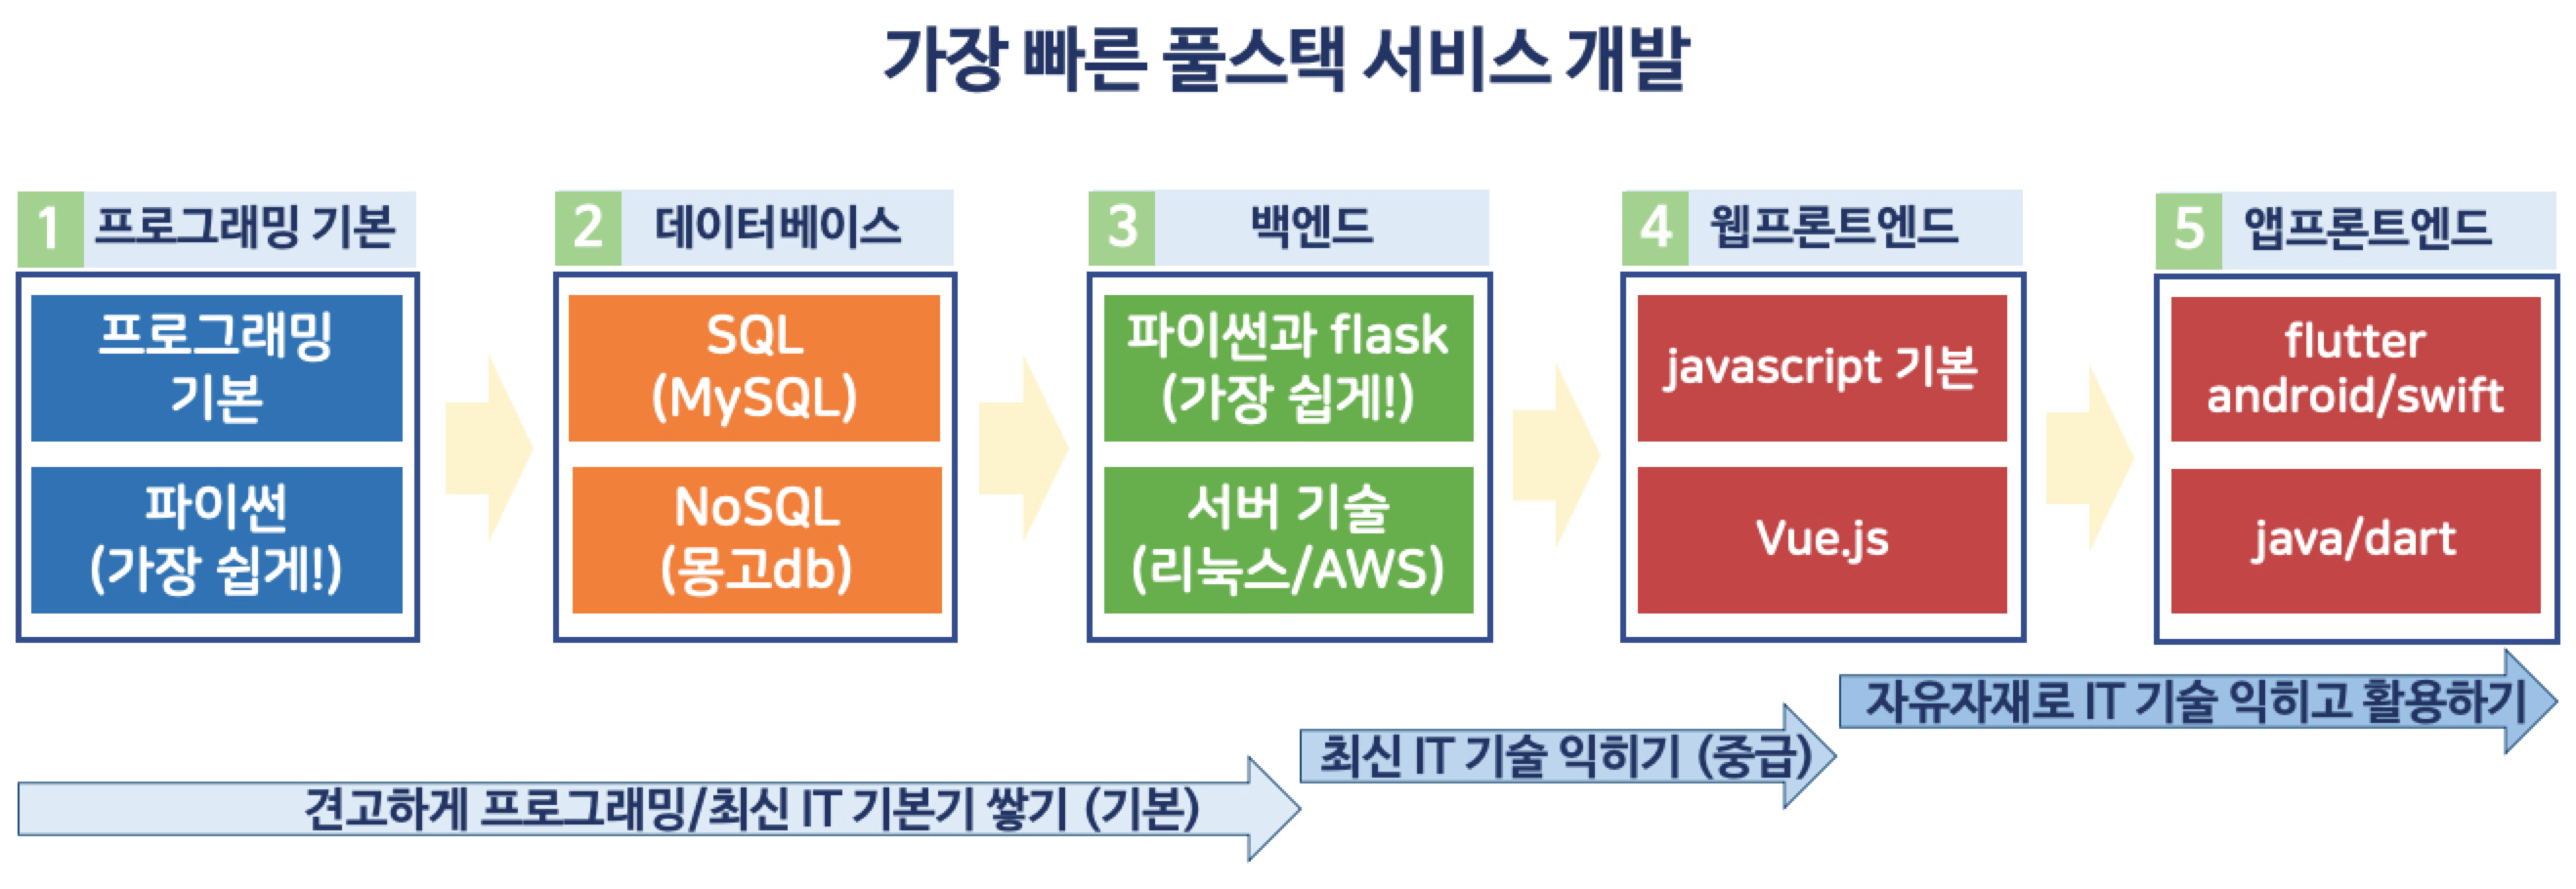 가장 빠른 풀스택 서비스 개발
1 프로그래밍 기본
프로그래밍
기본
파이썬
(가장 쉽게!)
2 데이터베이스
SQL
(MySQL)
NoSQL
(몽고db)
3 백엔드
파이썬과 flask
(가장 쉽게!)
서버 기술
(리눅스/AWS)
4 웹프론트엔드
javascript 기본
Vue.js
5 앱프론트엔드
flutter
android/swift
java/dart
견고하게 프로그래밍/최신 IT 기본기 쌓기 (기본)
최신 IT 기술 익히기 (중급)
자유자재로 IT 기술 익히고 활용하기